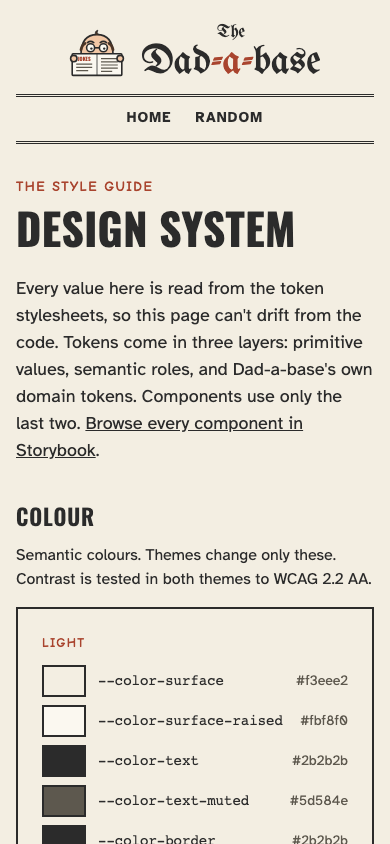 The
Dad-a-base
JOKES
HOME RANDOM
THE STYLE GUIDE
DESIGN SYSTEM
Every value here is read from the token
stylesheets, so this page can't drift from the
code. Tokens come in three layers: primitive
values, semantic roles, and Dad-a-base's own
domain tokens. Components use only the
last two. Browse every component in
Storybook.
COLOUR
Semantic colours. Themes change only these.
Contrast is tested in both themes to WCAG 2.2 AA.
LIGHT
--color-surface #f3eee2
--color-surface-raised #fbf8f0
--color-text #2b2b2b
--color-text-muted #5d584e
--color-border #2b2b2b